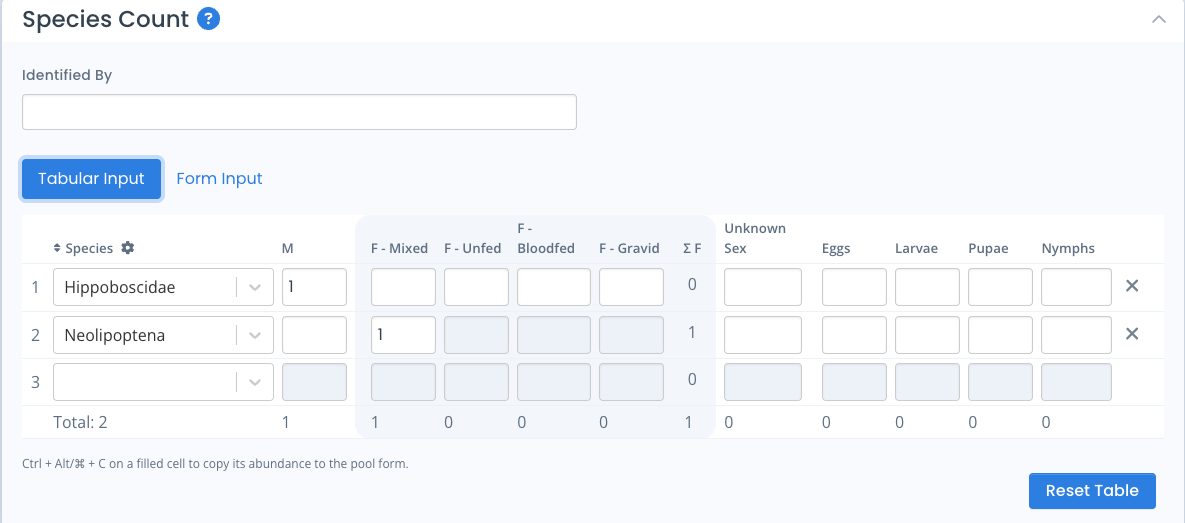 Species Count ?
Identified By
Tabular Input Form Input
Species M F - Mixed F - Unfed F - Bloodfed F - Gravid Σ F Unknown Sex Eggs Larvae Pupae Nymphs
1 Hippoboscidae 1 0
2 Neolipoptena 1 1
3 0
Total: 2 1 1 0 0 0 1 0 0 0 0 0
Ctrl + Alt/⌘ + C on a filled cell to copy its abundance to the pool form.
Reset Table